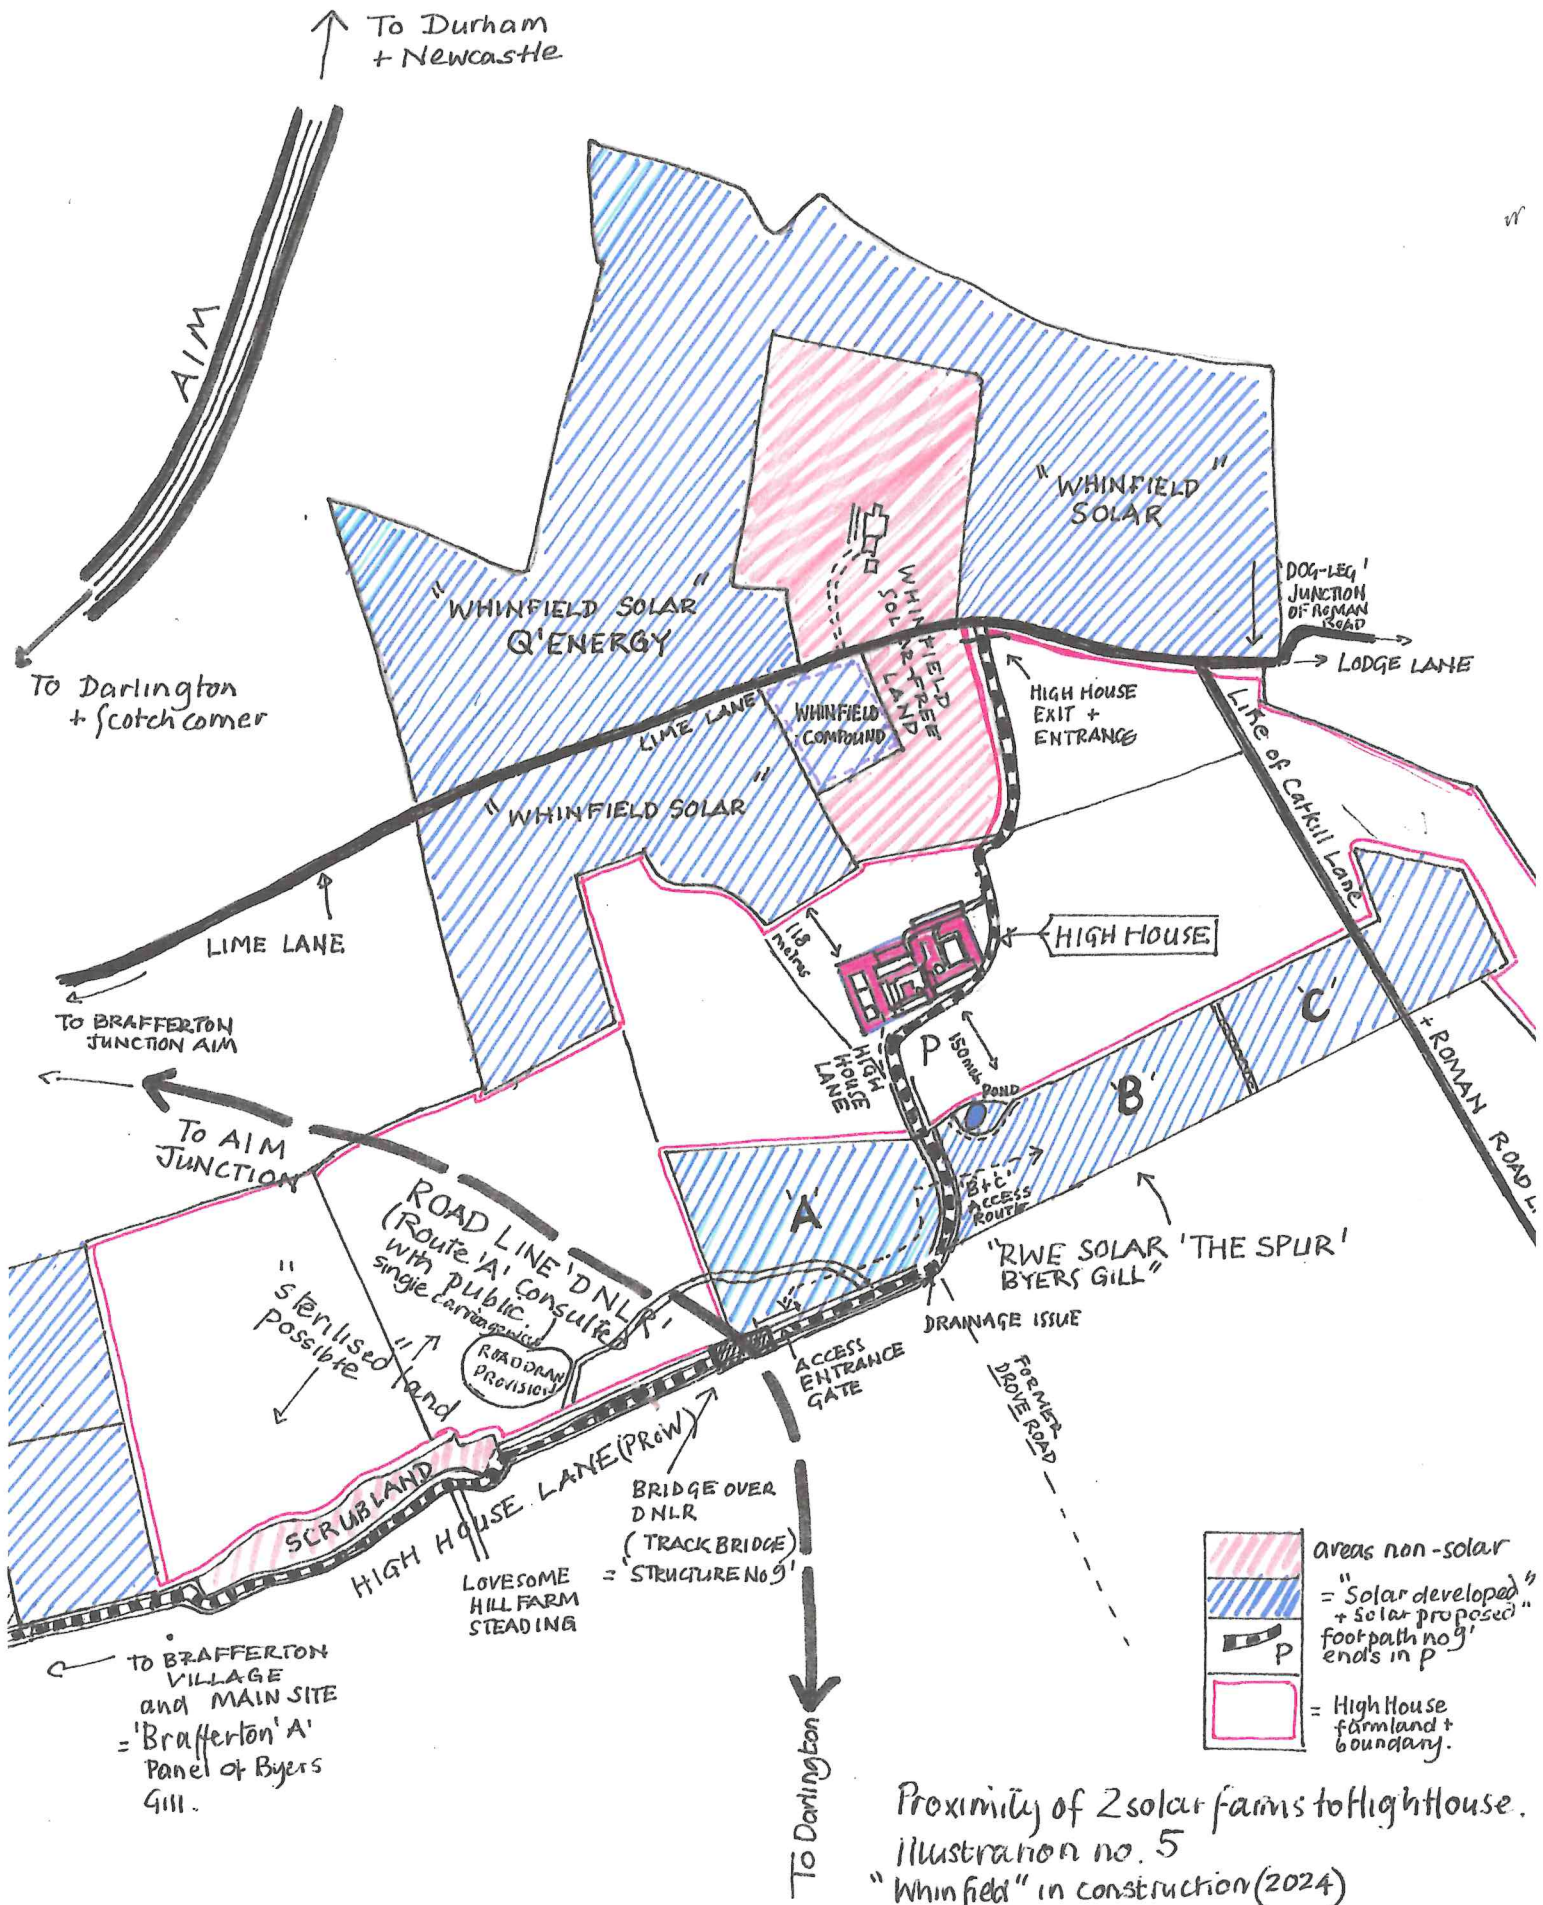 To Durham
+ Newcastle
A1M
To Darlington
+ Scotch corner
"WHINFIELD"
SOLAR
"WHINFIELD SOLAR"
Q'ENERGY
WHINFIELD
SOLAR-FREE
LAND
DOG-LEG'
JUNCTION
OF ROMAN
ROAD
LODGE LANE
HIGH HOUSE
EXIT +
ENTRANCE
LIME LANE
WHINFIELD
COMPOUND
"WHINFIELD SOLAR"
Line of Catkill Lane
+ ROMAN ROAD
LIME LANE
118
metres
HIGH HOUSE
TO BRAFFERTON
JUNCTION A1M
P
150 metres
HIGH
HOUSE
LANE
POND
'C'
'B'
'A'
TO A1M
JUNCTION
'B+C'
ACCESS
ROUTE
"RWE SOLAR 'THE SPUR'
BYERS GILL"
ROAD LINE 'DNLR'
(Route 'A' Consulted
with public.
single carriageway
"sterilised land"
possible
ROAD DRAIN
PROVISION
DRAINAGE ISSUE
ACCESS
ENTRANCE
GATE
FORMER
DROVE ROAD
SCRUBLAND
HIGH HOUSE LANE (PRoW)
BRIDGE OVER
DNLR
(TRACK BRIDGE)
= 'STRUCTURE No 9'
LOVESOME
HILL FARM
STEADING
TO BRAFFERTON
VILLAGE
and MAIN SITE
= 'Brafferton 'A'
Panel of Byers
Gill.
To Darlington
areas non-solar
= "Solar developed"
+ solar proposed"
footpath no 9'
P
ends in P
= High House
farmland +
boundary.
Proximity of 2 solar farms to High House.
illustration no. 5
"Whinfield" in construction (2024)